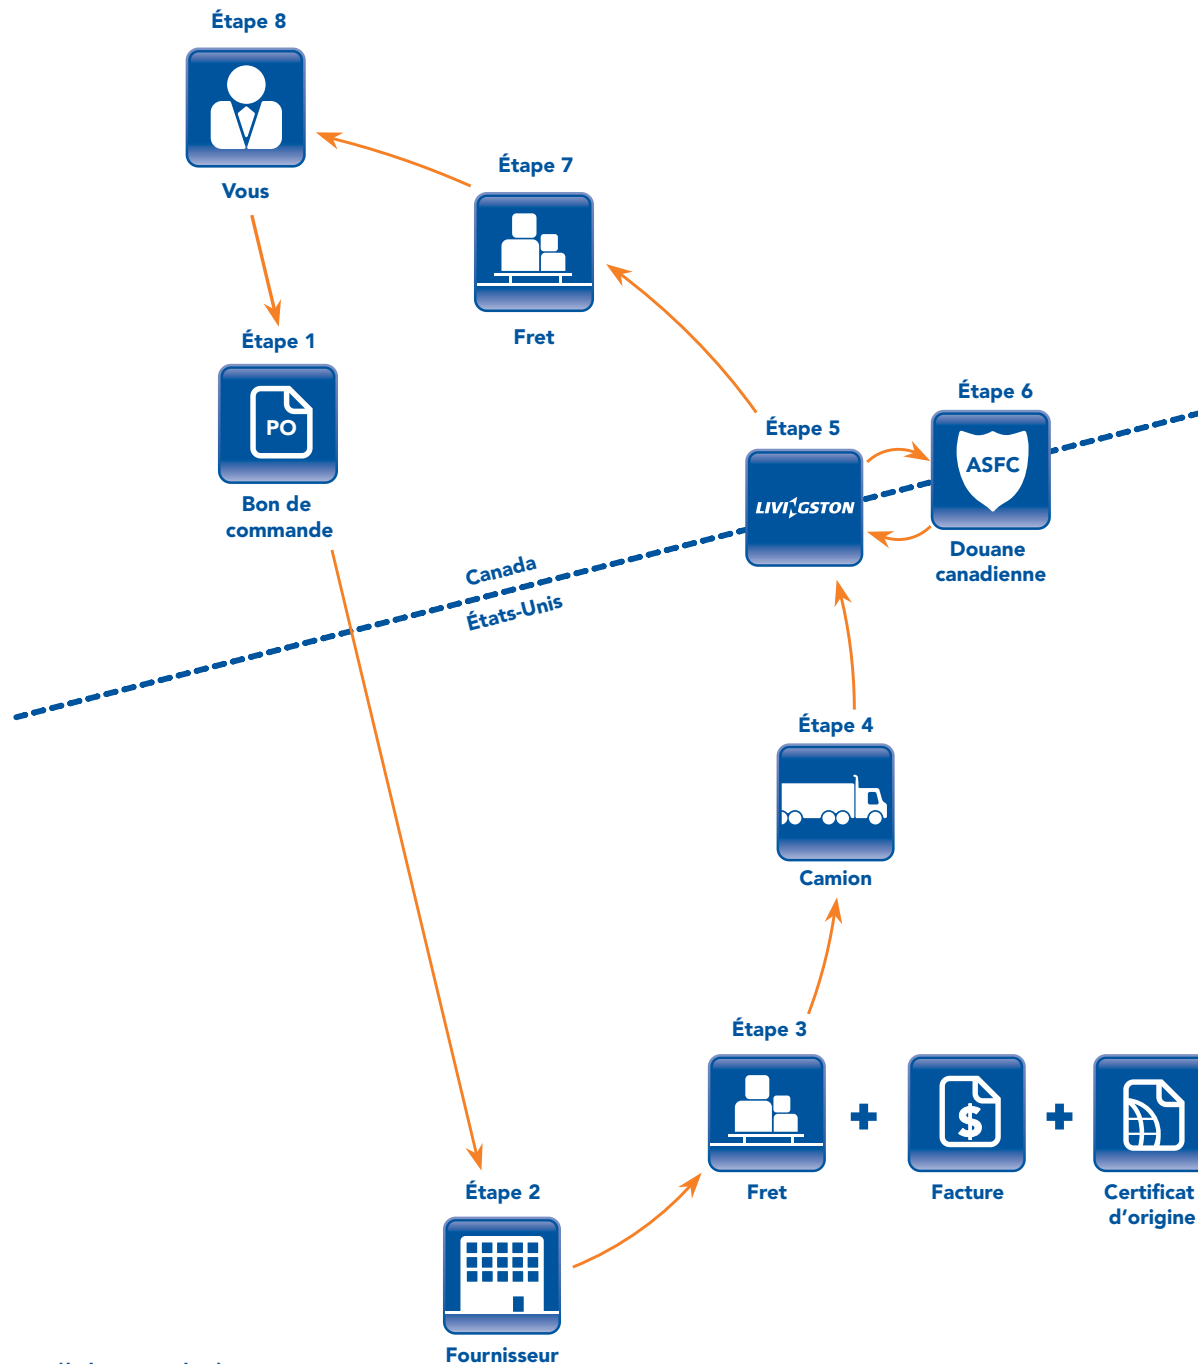 Étape 8
Vous
Étape 7
Fret
Étape 1
PO
Bon de
commande
Étape 6
ASFC
Douane
canadienne
Étape 5
LIVINGSTON
Canada
États-Unis
Étape 4
Camion
Étape 3
Fret
Facture
$
Certificat
d'origine
Étape 2
Fournisseur